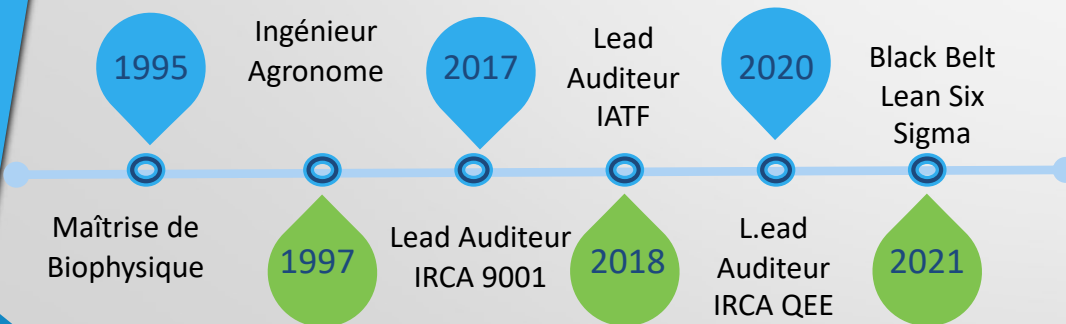 1995
Maîtrise de
Biophysique
Ingénieur
Agronome
1997
2017
Lead Auditeur
IRCA 9001
Lead
Auditeur
IATF
2018
2020
L.ead
Auditeur
IRCA QEE
Black Belt
Lean Six
Sigma
2021